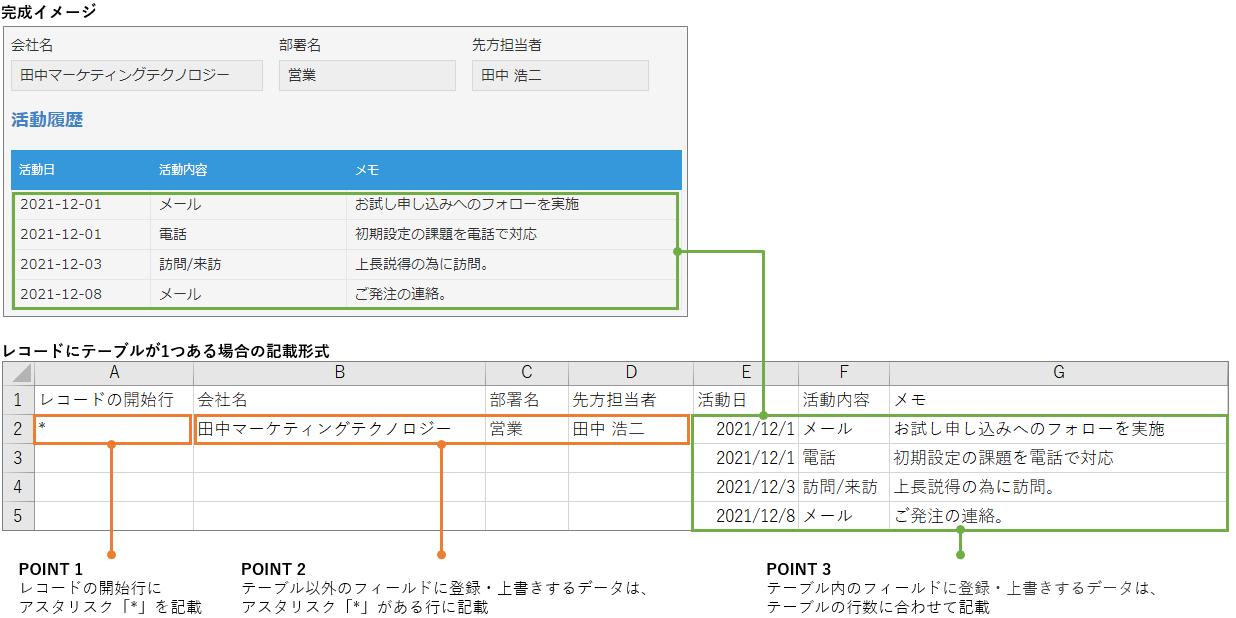 完成イメージ
会社名 部署名 先方担当者
田中マーケティングテクノロジー 営業 田中 浩二
活動履歴
活動日 活動内容 メモ
2021-12-01 メール お試し申し込みへのフォローを実施
2021-12-01 電話 初期設定の課題を電話で対応
2021-12-03 訪問/来訪 上長説得の為に訪問。
2021-12-08 メール ご発注の連絡。
レコードにテーブルが1つある場合の記載形式
A B C D E F G
1 レコードの開始行 会社名 部署名 先方担当者 活動日 活動内容 メモ
2 * 田中マーケティングテクノロジー 営業 田中 浩二 2021/12/1 メール お試し申し込みへのフォローを実施
3 2021/12/1 電話 初期設定の課題を電話で対応
4 2021/12/3 訪問/来訪 上長説得の為に訪問。
5 2021/12/8 メール ご発注の連絡。
POINT 1
レコードの開始行に
アスタリスク「*」を記載
POINT 2
テーブル以外のフィールドに登録・上書きするデータは、
アスタリスク「*」がある行に記載
POINT 3
テーブル内のフィールドに登録・上書きするデータは、
テーブルの行数に合わせて記載